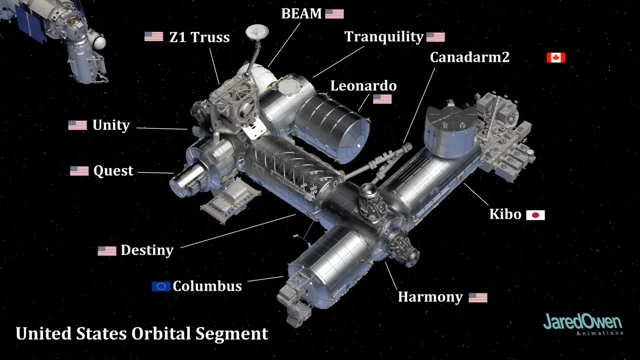 BEAM
Z1 Truss
Tranquility
Canadarm2
Leonardo
Unity
Quest
Kibo
Destiny
Columbus
Harmony
United States Orbital Segment
JaredOwen
Animations